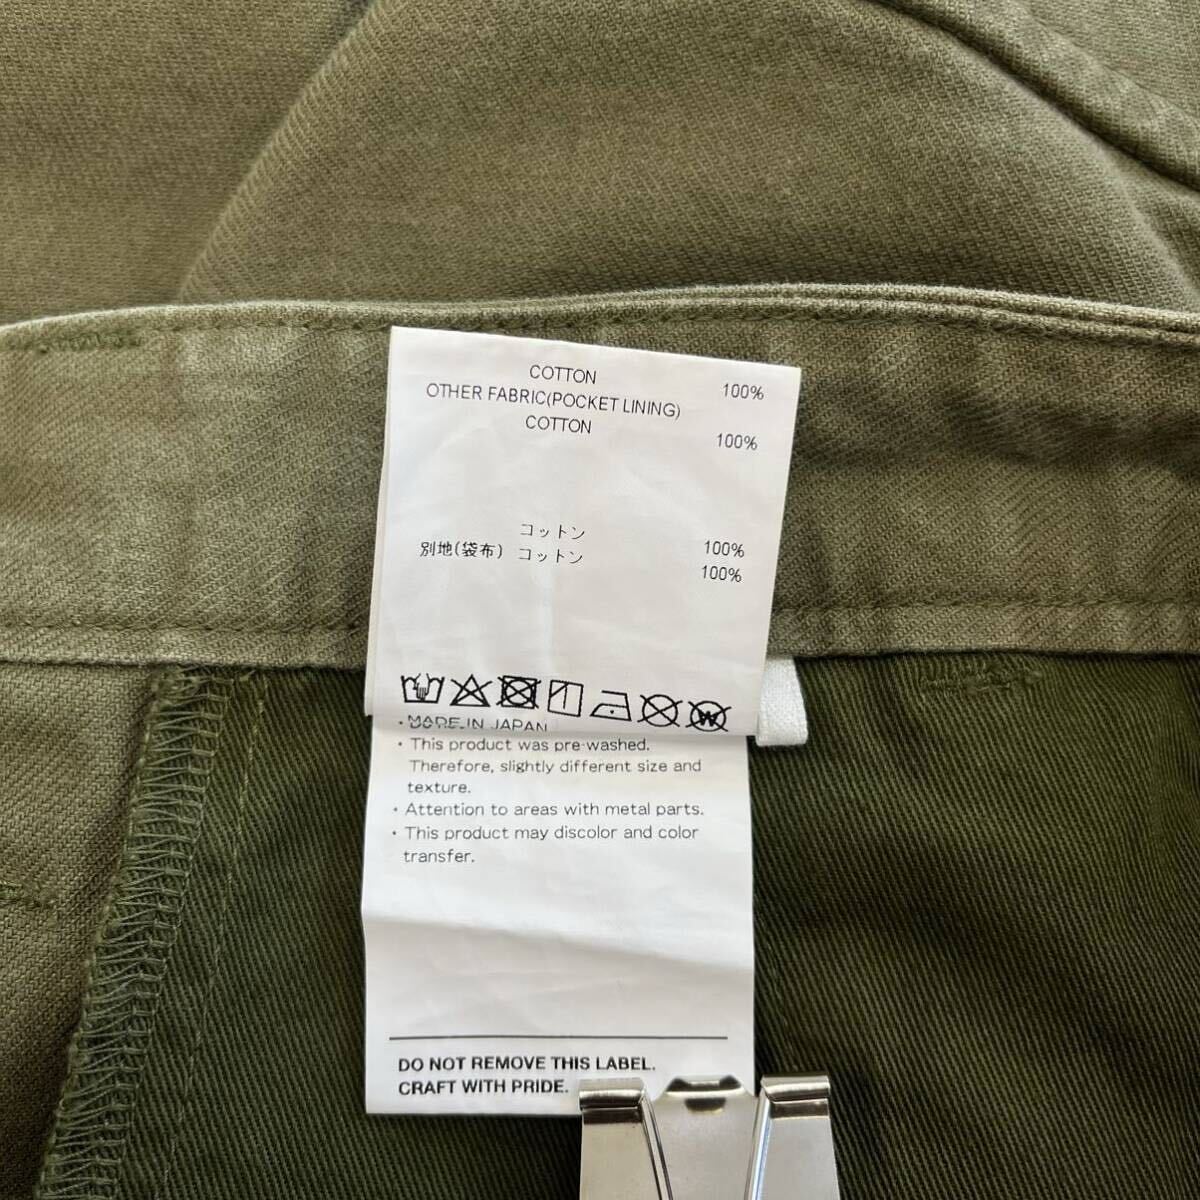 COTTON 100%
OTHER FABRIC(POCKET LINING)
COTTON 100%
コットン 100%
別地(袋布) コットン 100%
・MADE IN JAPAN
・This product was pre-washed.
Therefore, slightly different size and
texture.
・Attention to areas with metal parts.
・This product may discolor and color
transfer.
DO NOT REMOVE THIS LABEL.
CRAFT WITH PRIDE.